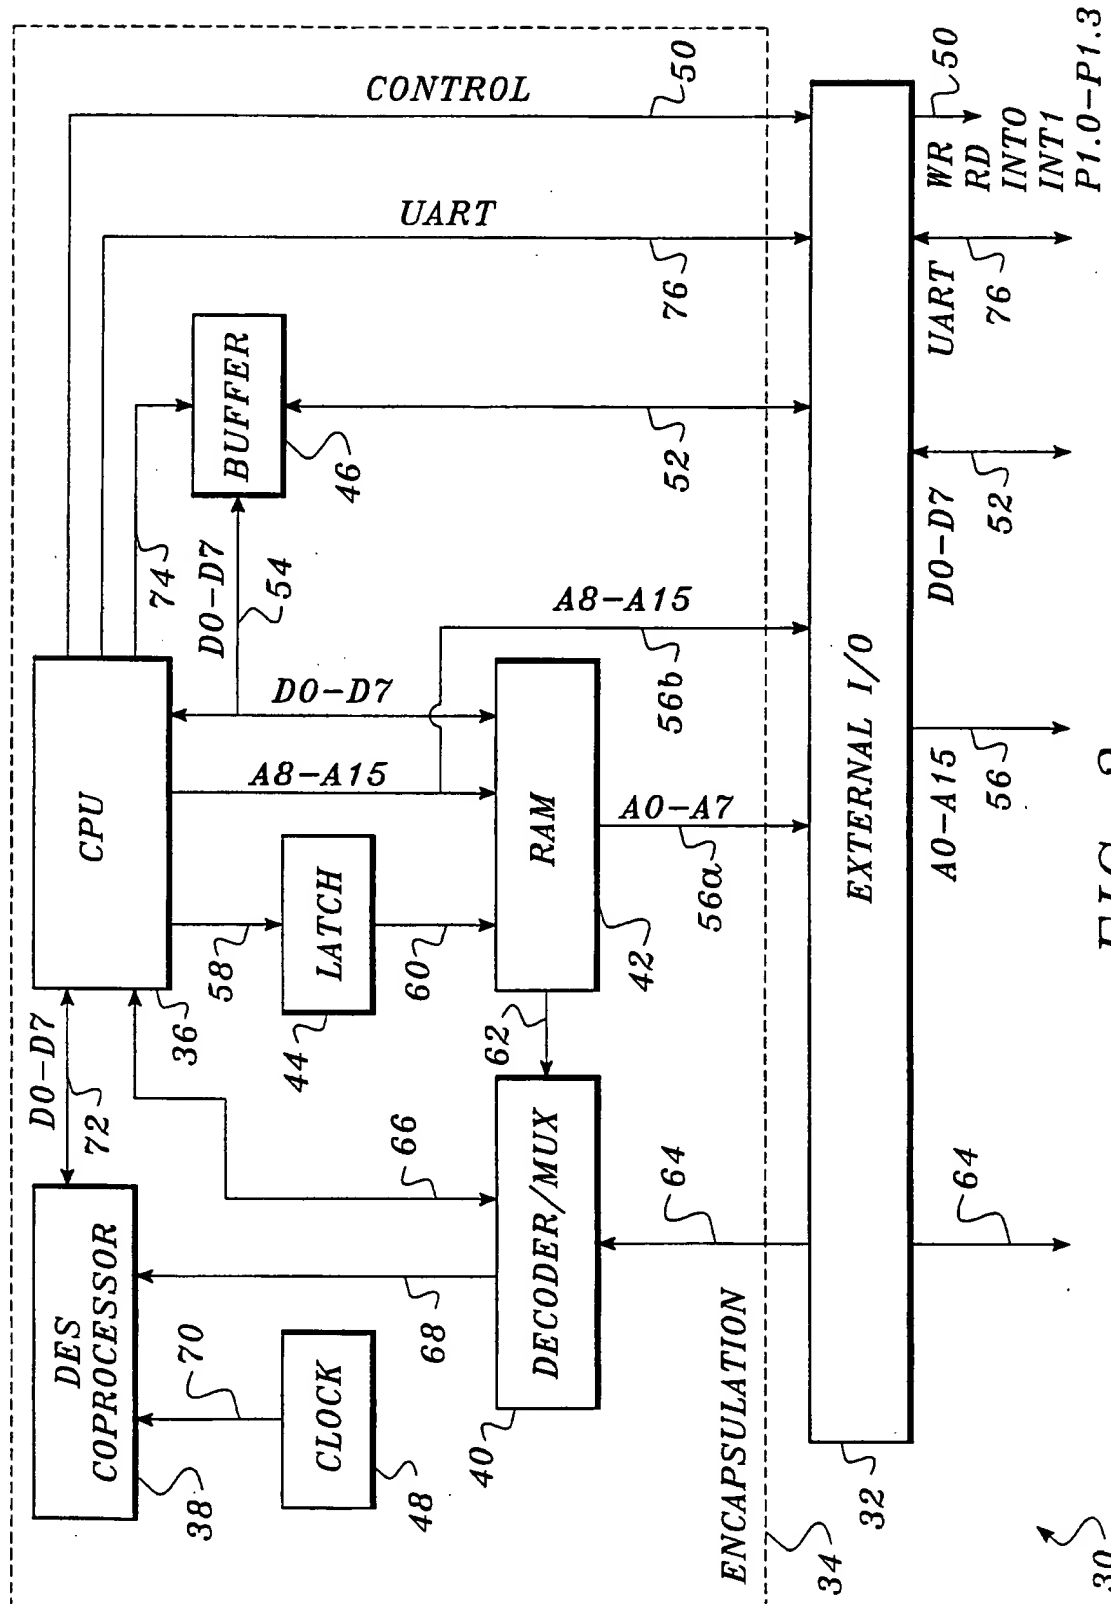 CONTROL
50
UART
76
BUFFER
46
52
74
D0-D7
54
A8-A15
56b
CPU
D0-D7
A8-A15
RAM
A0-A7
56a
42
58
LATCH
60
44
36
62
D0-D7
72
66
DECODER/MUX
64
DES
COPROCESSOR
70
68
CLOCK
48
40
38
ENCAPSULATION
34
EXTERNAL I/O
32
50
WR
RD
INT0
INT1
P1.0-P1.3
UART
76
D0-D7
52
A0-A15
56
64
30